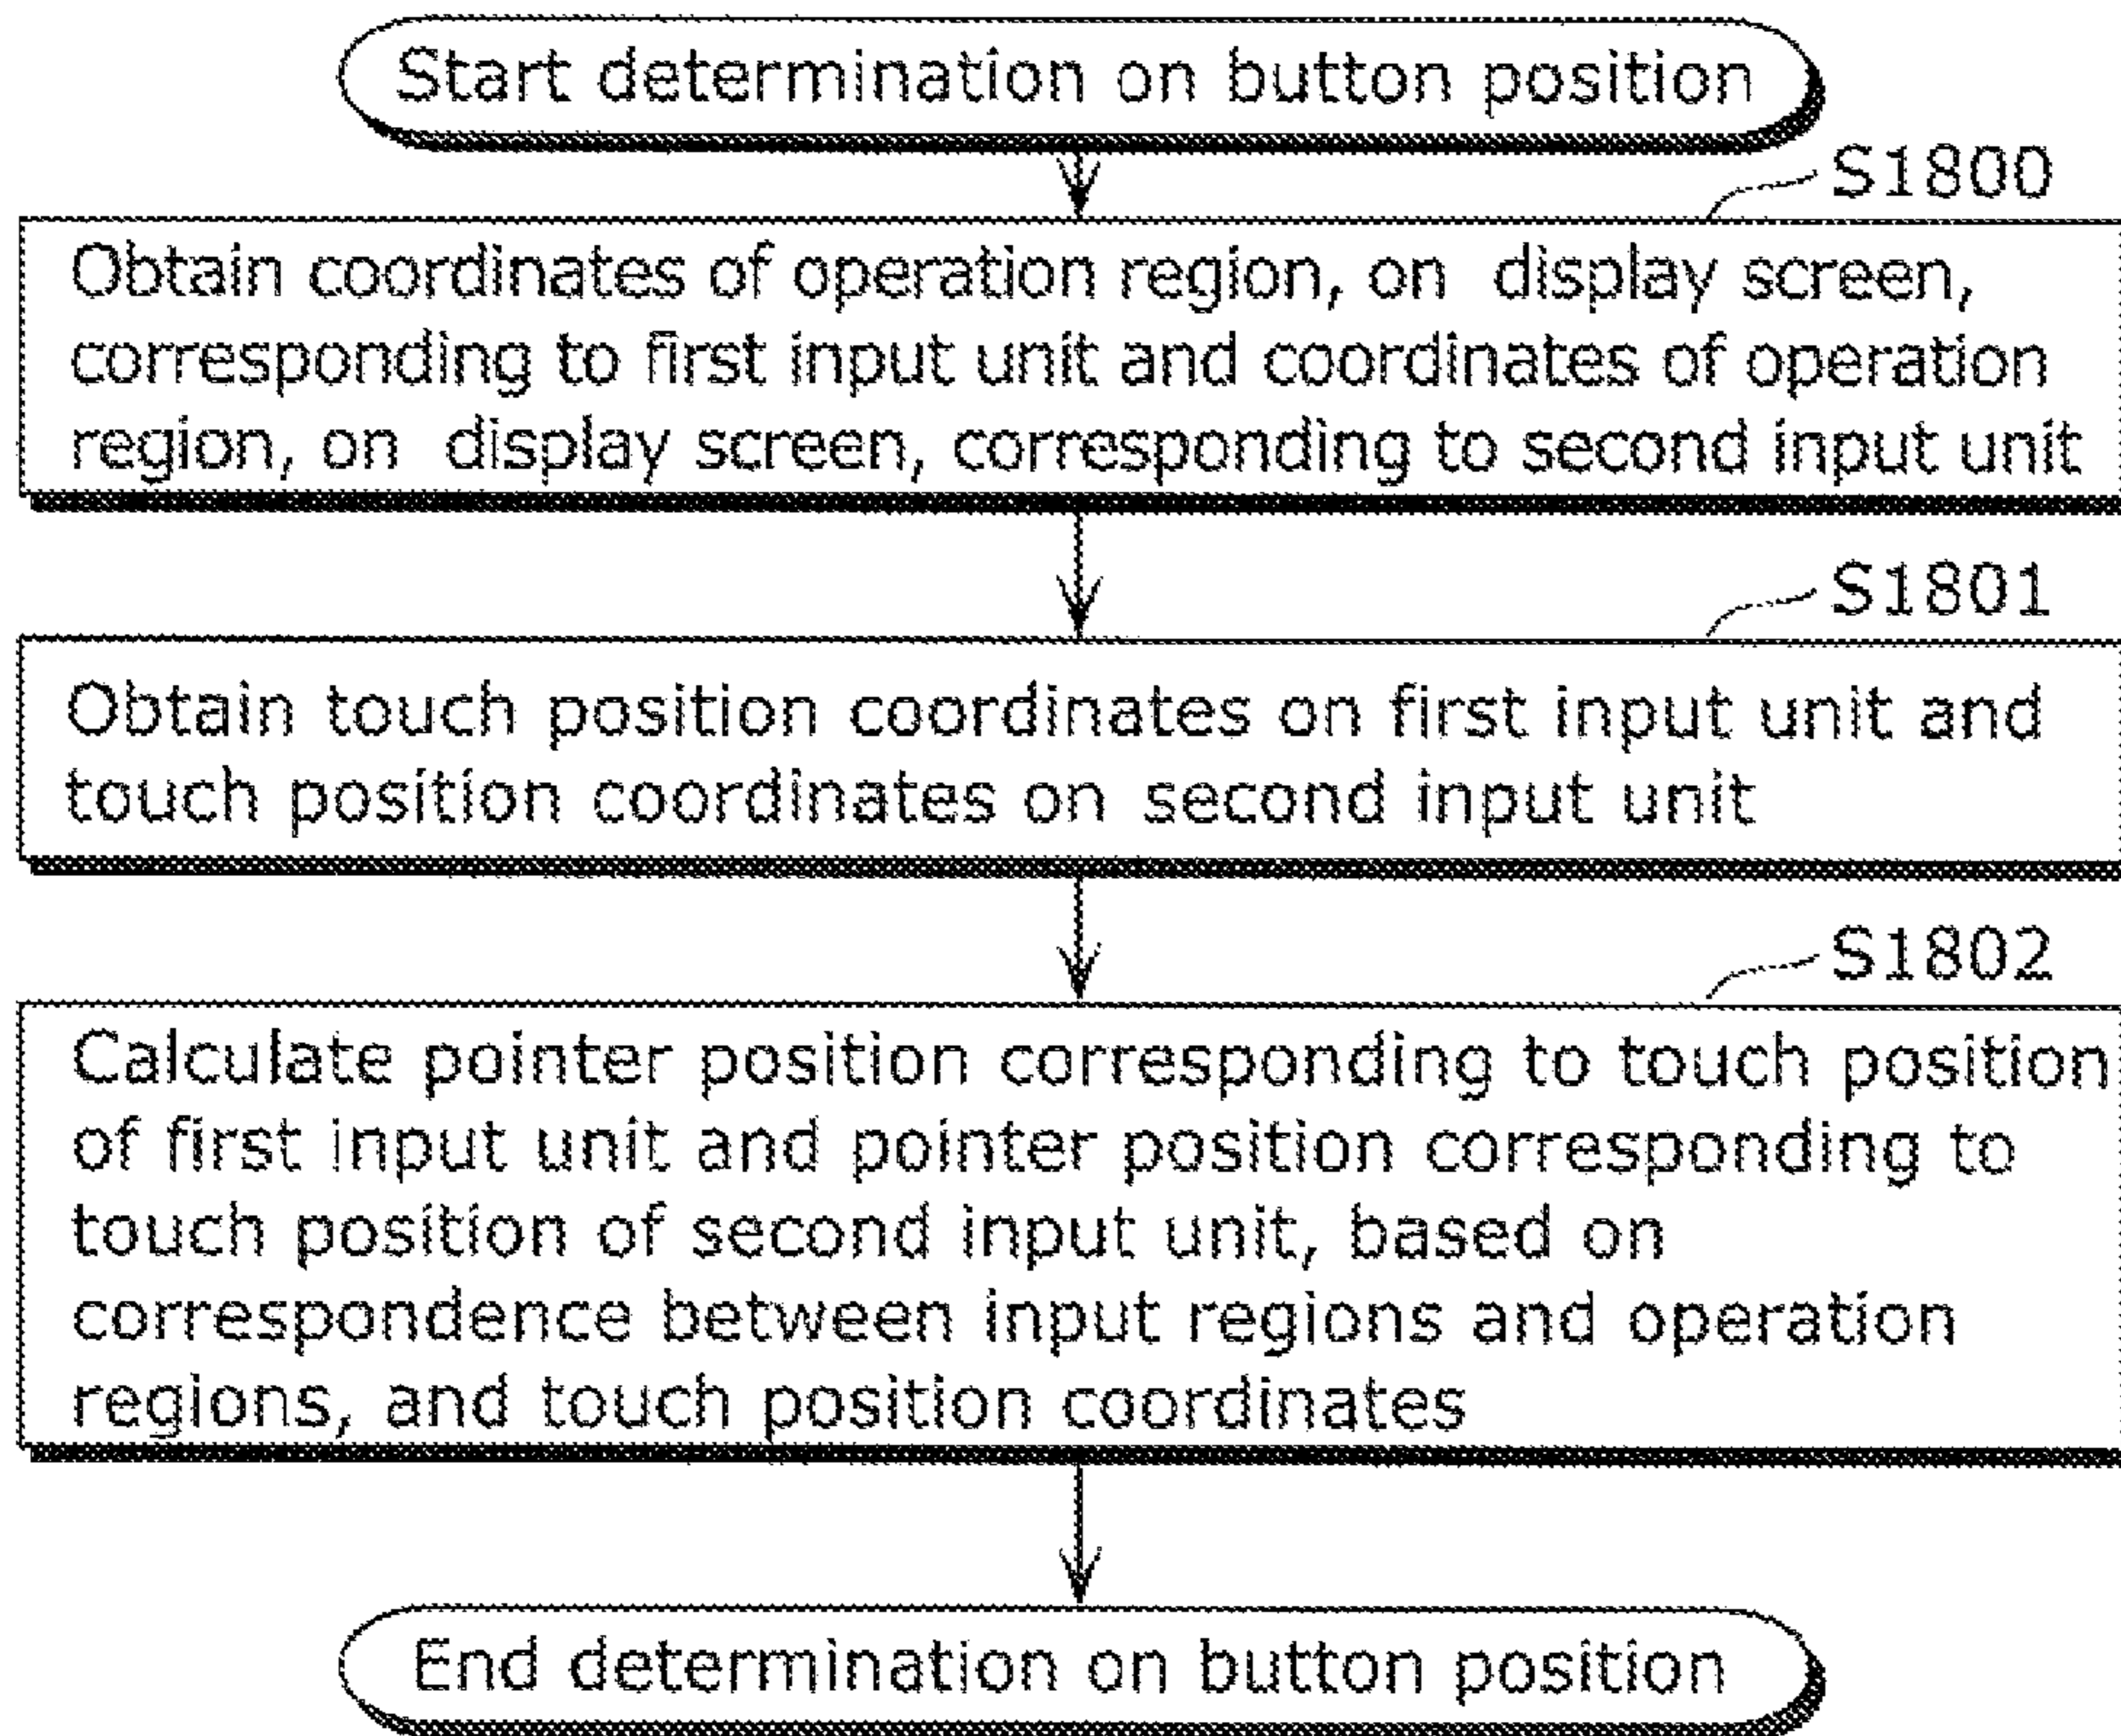 Start determination on button position
S1800
Obtain coordinates of operation region, on display screen,
corresponding to first input unit and coordinates of operation
region, on display screen, corresponding to second input unit
S1801
Obtain touch position coordinates on first input unit and
touch position coordinates on second input unit
S1802
Calculate pointer position corresponding to touch position
of first input unit and pointer position corresponding to
touch position of second input unit, based on
correspondence between input regions and operation
regions, and touch position coordinates
End determination on button position